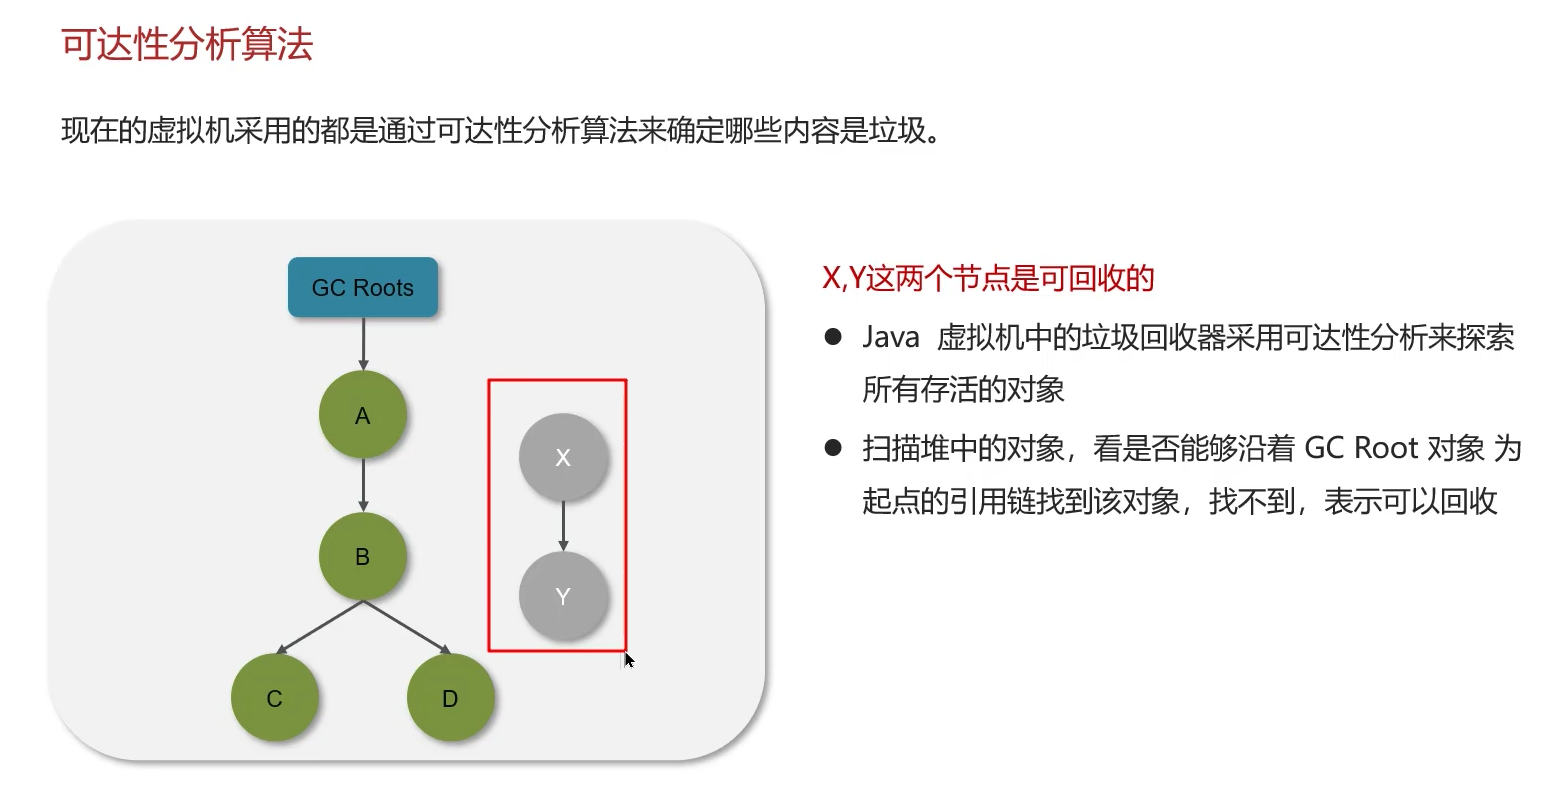 可达性分析算法
现在的虚拟机采用的都是通过可达性分析算法来确定哪些内容是垃圾。
GC Roots
A
B
C
D
X
Y
X,Y这两个节点是可回收的
Java 虚拟机中的垃圾回收器采用可达性分析来探索
所有存活的对象
扫描堆中的对象，看是否能够沿着 GC Root 对象 为
起点的引用链找到该对象，找不到，表示可以回收